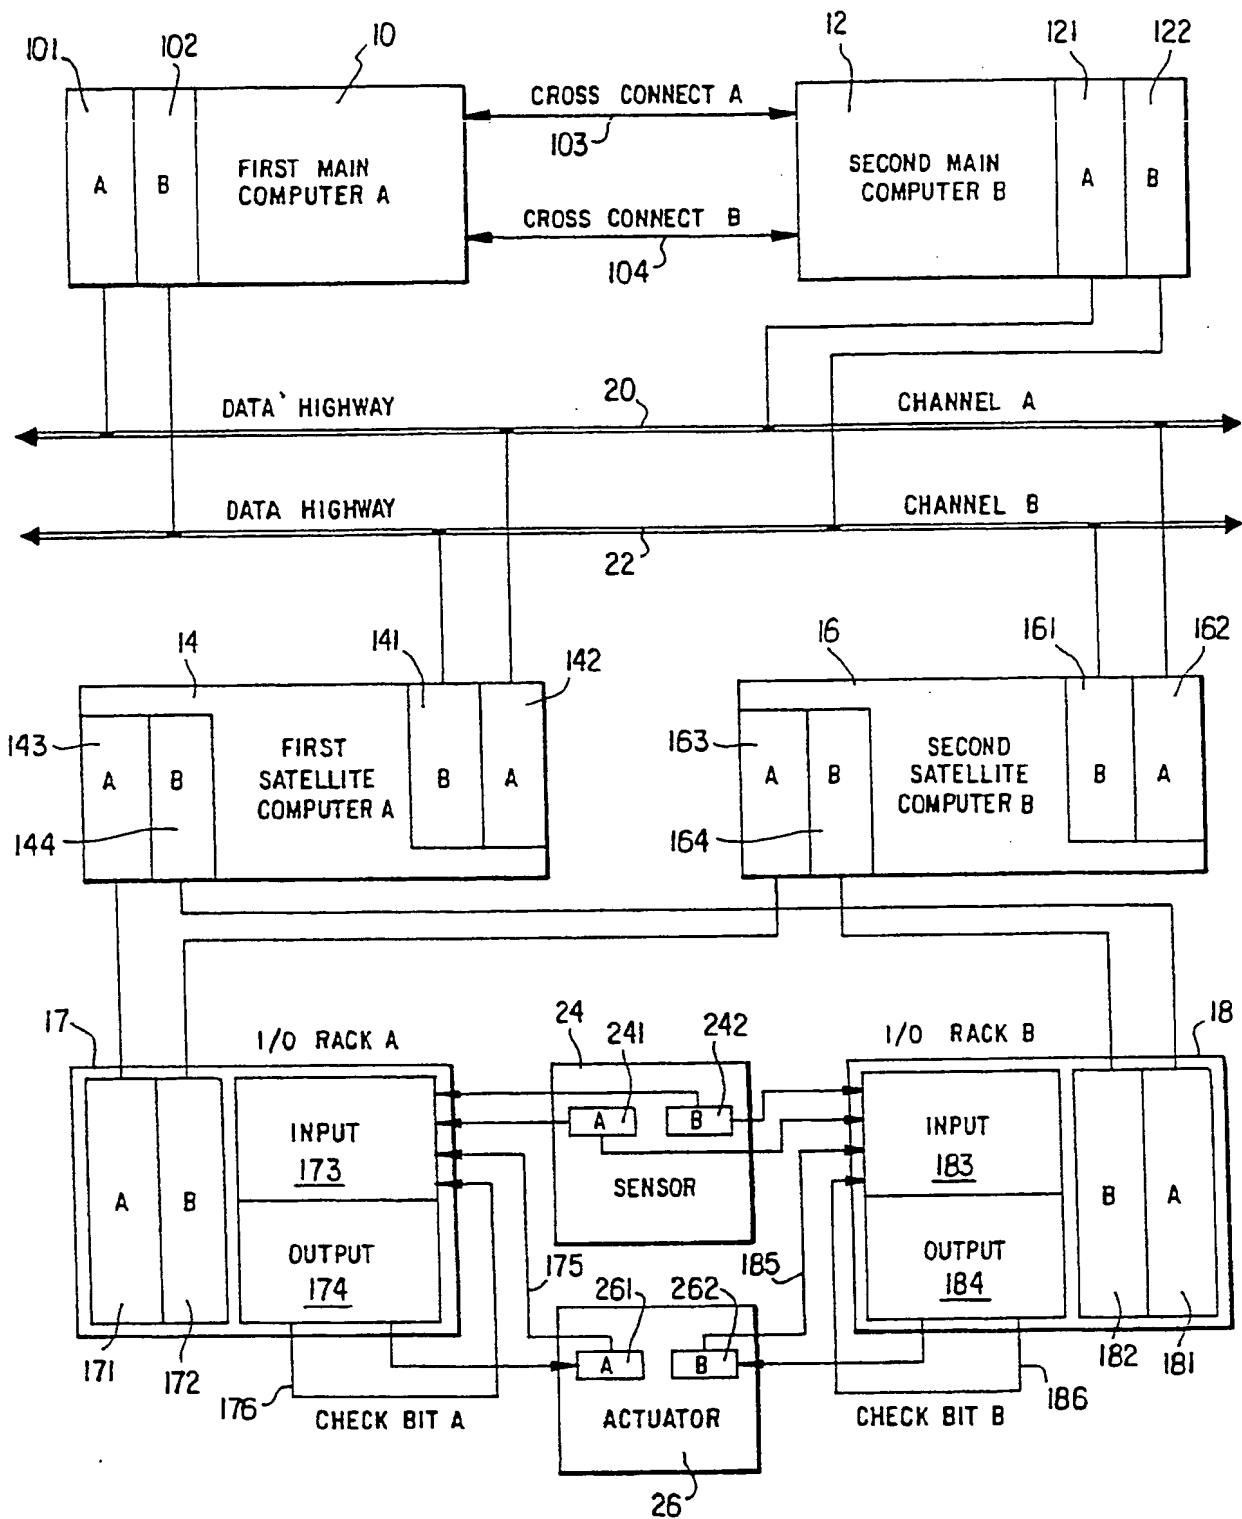 101
102
10
12
121
122
CROSS CONNECT A
103
A
B
FIRST MAIN
COMPUTER A
SECOND MAIN
COMPUTER B
A
B
CROSS CONNECT B
104
DATA HIGHWAY
20
CHANNEL A
DATA HIGHWAY
22
CHANNEL B
14
141
142
16
161
162
143
A
B
144
FIRST
SATELLITE
COMPUTER A
B
A
163
A
B
164
SECOND
SATELLITE
COMPUTER B
B
A
17
I/O RACK A
24
241
242
I/O RACK B
18
A
B
INPUT
173
OUTPUT
174
A
B
SENSOR
INPUT
183
OUTPUT
184
B
A
175
185
261
262
171
172
176
CHECK BIT A
A
B
ACTUATOR
26
CHECK BIT B
186
182
181